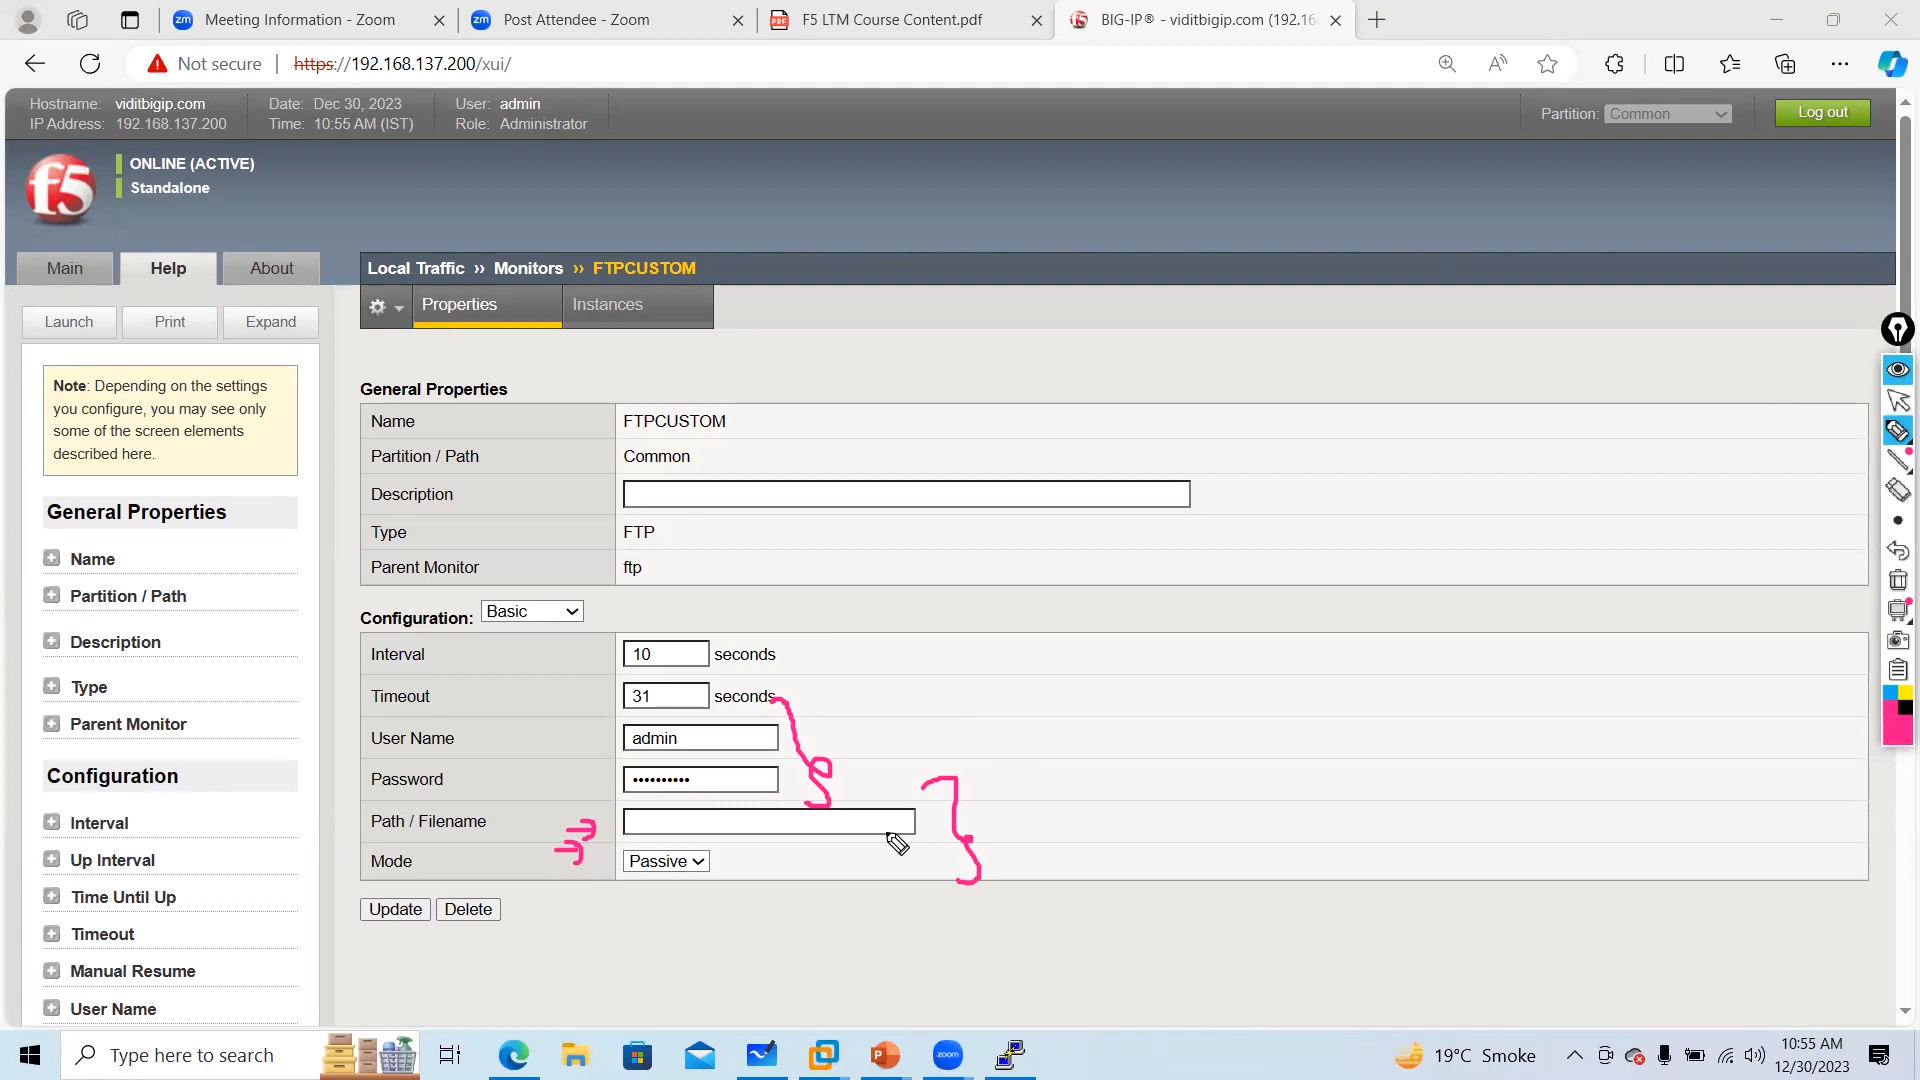 Meeting Information - Zoom
Post Attendee - Zoom
F5 LTM Course Content.pdf
BIG-IP® - viditbigip.com (192.16
Not secure
https://192.168.137.200/xui/
Hostname: viditbigip.com
IP Address: 192.168.137.200
Date: Dec 30, 2023
Time: 10:55 AM (IST)
User: admin
Role: Administrator
Partition: Common
Log out
f5
ONLINE (ACTIVE)
Standalone
Main
Help
About
Local Traffic ›› Monitors ›› FTPCUSTOM
Properties
Instances
Launch
Print
Expand
Note: Depending on the settings
you configure, you may see only
some of the screen elements
described here.
General Properties
Name
Partition / Path
Description
Type
Parent Monitor
Configuration
Interval
Up Interval
Time Until Up
Timeout
Manual Resume
User Name
General Properties
Name FTPCUSTOM
Partition / Path Common
Description
Type FTP
Parent Monitor ftp
Configuration: Basic
Interval 10 seconds
Timeout 31 seconds
User Name admin
Password ••••••••••
Path / Filename
Mode Passive
Update
Delete
Type here to search
zoom
19°C Smoke
10:55 AM
12/30/2023